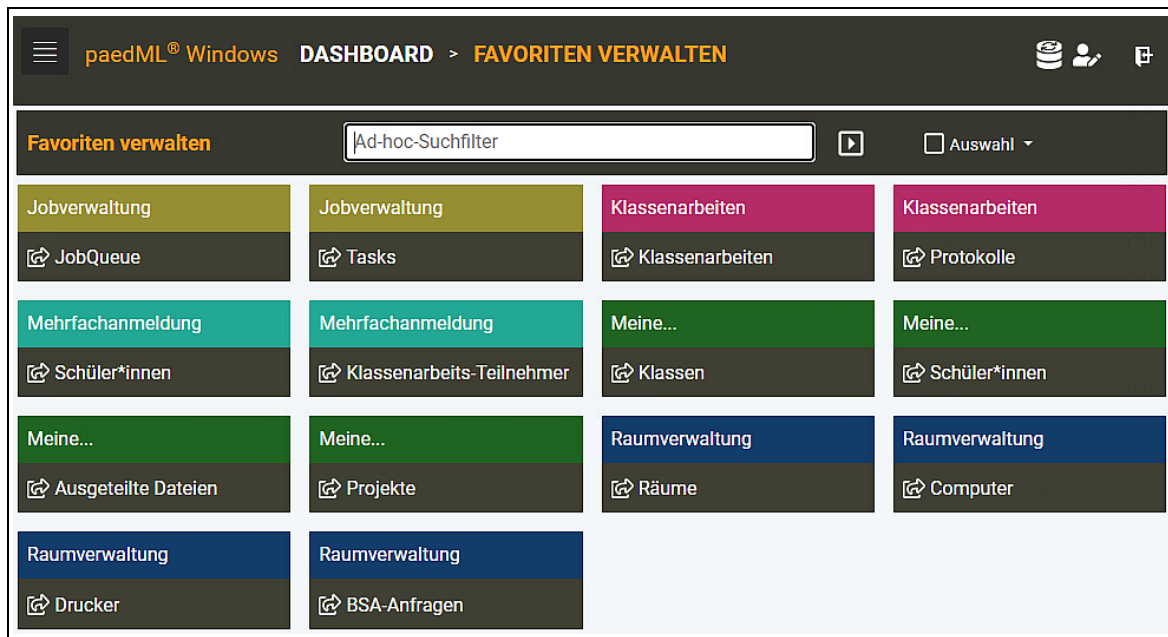 paedML® Windows DASHBOARD > FAVORITEN VERWALTEN
Favoriten verwalten Ad-hoc-Suchfilter Auswahl
Jobverwaltung Jobverwaltung Klassenarbeiten Klassenarbeiten
JobQueue Tasks Klassenarbeiten Protokolle
Mehrfachanmeldung Mehrfachanmeldung Meine... Meine...
Schüler*innen Klassenarbeits-Teilnehmer Klassen Schüler*innen
Meine... Meine... Raumverwaltung Raumverwaltung
Ausgeteilte Dateien Projekte Räume Computer
Raumverwaltung Raumverwaltung
Drucker BSA-Anfragen